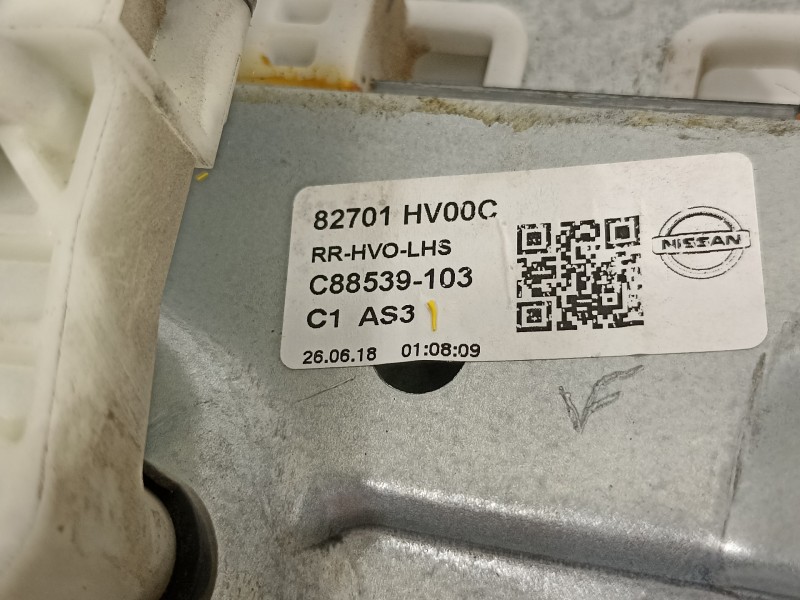 82701 HV00C
RR-HVO-LHS
C88539-103
C1 AS3
26.06.18 01:08:09
NISSAN